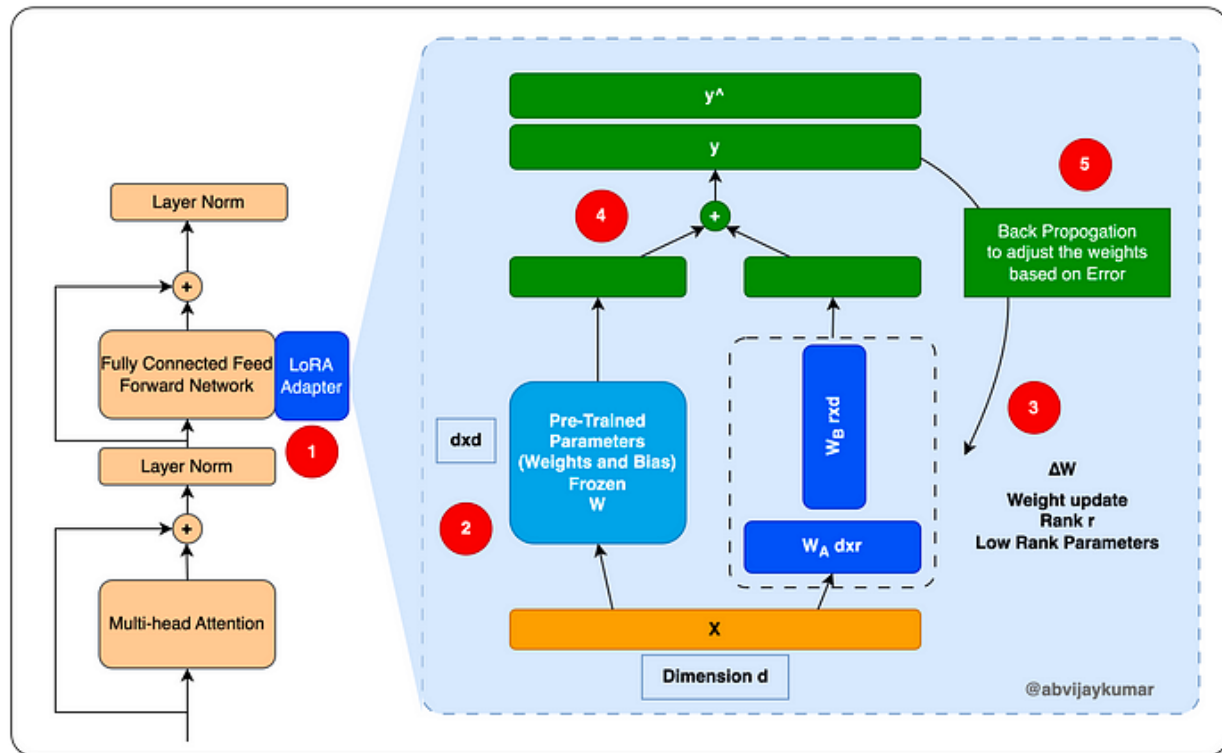 Layer Norm
+
Fully Connected Feed
Forward Network
LoRA
Adapter
1
Layer Norm
+
Multi-head Attention
y^
y
4
+
5
Back Propogation
to adjust the weights
based on Error
dxd
2
Pre-Trained
Parameters
(Weights and Bias)
Frozen
W
W_B rxd
W_A dxr
3
ΔW
Weight update
Rank r
Low Rank Parameters
X
Dimension d
@abvijaykumar